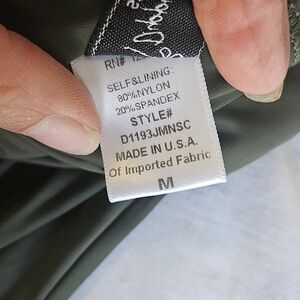 RN#
SELF&LINING:
80%NYLON
20%SPANDEX
STYLE#
D1193JMNSC
MADE IN U.S.A.
Of Imported Fabric
M